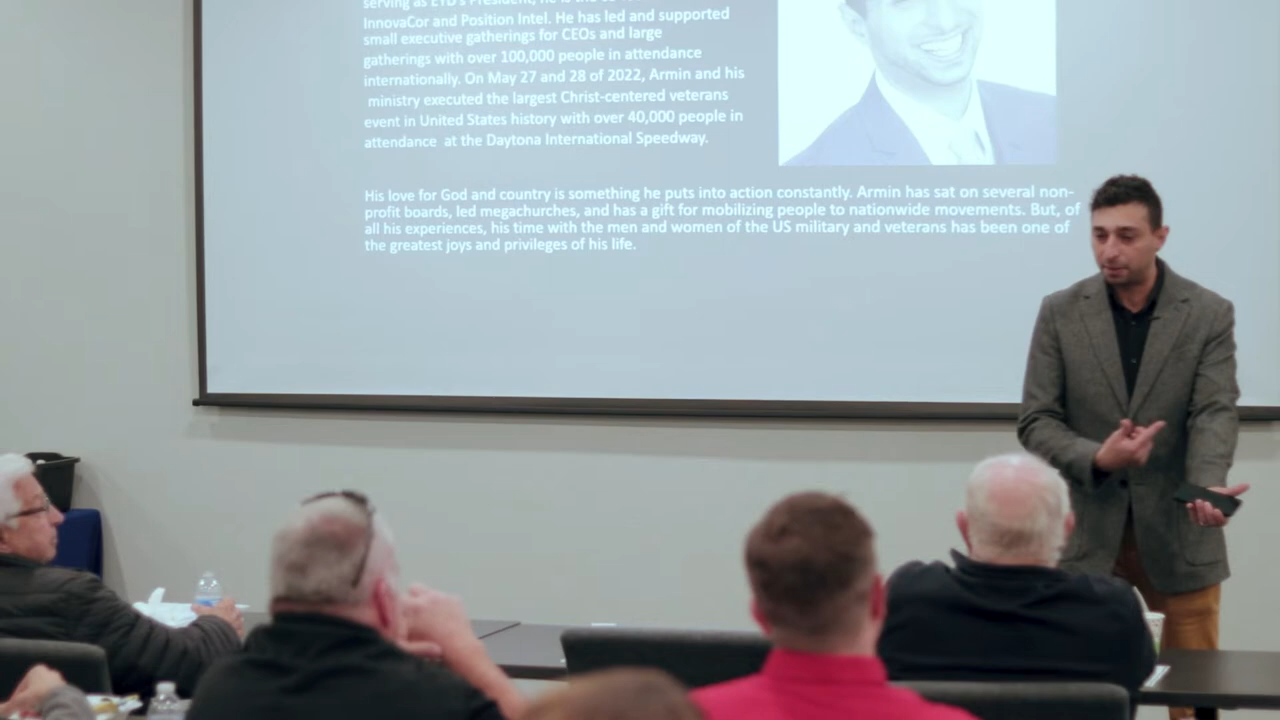 serving as EYD's President, he is the co-
InnovaCor and Position Intel. He has led and supported
small executive gatherings for CEOs and large
gatherings with over 100,000 people in attendance
internationally. On May 27 and 28 of 2022, Armin and his
ministry executed the largest Christ-centered veterans
event in United States history with over 40,000 people in
attendance at the Daytona International Speedway.
His love for God and country is something he puts into action constantly. Armin has sat on several non-
profit boards, led megachurches, and has a gift for mobilizing people to nationwide movements. But, of
all his experiences, his time with the men and women of the US military and veterans has been one of
the greatest joys and privileges of his life.